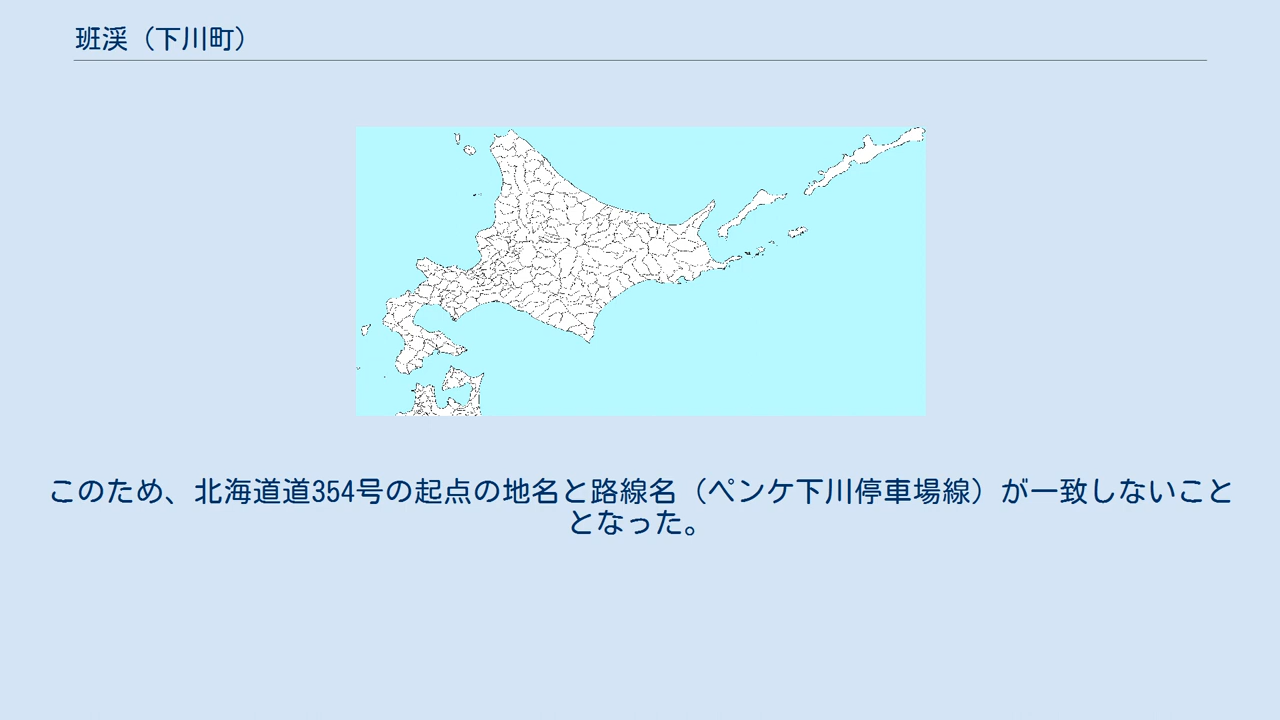 班渓（下川町）
このため、北海道道354号の起点の地名と路線名（ペンケ下川停車場線）が一致しないこと
となった。